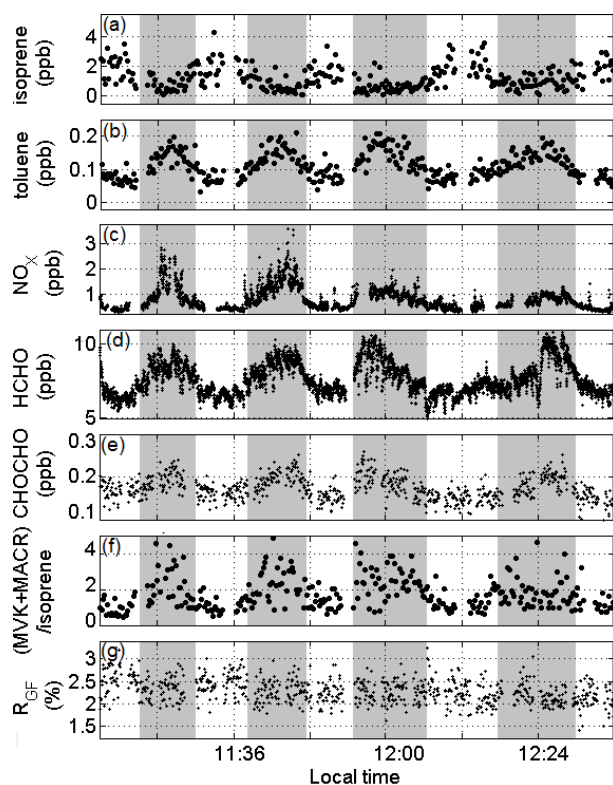 (a)
isoprene
(ppb)
4
2
0
(b)
toluene
(ppb)
0.2
0.1
0
(c)
NOX
(ppb)
3
2
1
(d)
HCHO
(ppb)
10
5
(e)
CHOCHO
(ppb)
0.3
0.2
0.1
(f)
(MVK+MACR)
/isoprene
4
2
0
(g)
RGF
(%)
3
2.5
2
1.5
11:36 12:00 12:24
Local time